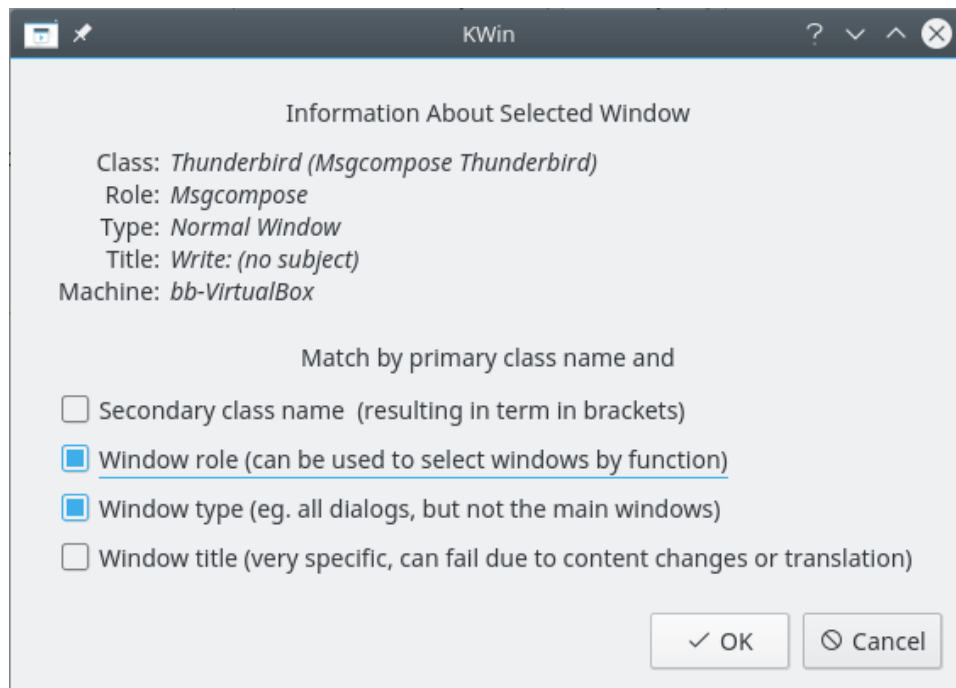 KWin
Information About Selected Window
Class: Thunderbird (Msgcompose Thunderbird)
Role: Msgcompose
Type: Normal Window
Title: Write: (no subject)
Machine: bb-VirtualBox
Match by primary class name and
Secondary class name  (resulting in term in brackets)
Window role (can be used to select windows by function)
Window type (eg. all dialogs, but not the main windows)
Window title (very specific, can fail due to content changes or translation)
OK Cancel